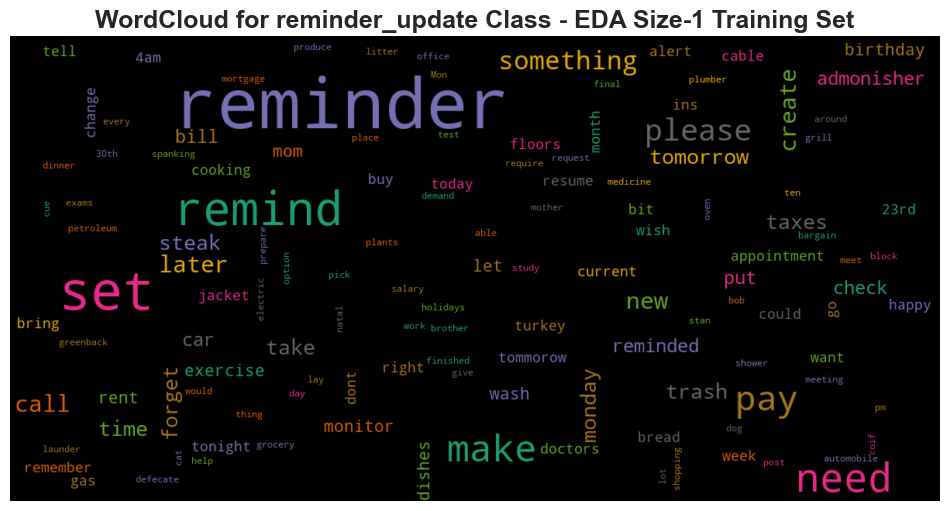 WordCloud for reminder_update Class - EDA Size-1 Training Set
tell
4am
produce
litter
office
something
alert
cable
birthday
mortgage
Mon
final
plumber
admonisher
change
reminder
ins
create
every
bill
place
test
month
please
around
grill
30th
spanking
mom
require
request
floors
tomorrow
dinner
cooking
buy
today
resume
medicine
ten
cue
exams
remind
demand
mother
bit
oven
23rd
petroleum
plants
able
wish
taxes
bargain
steak
prepare
option
later
pick
let
study
current
appointment
meet
block
set
jacket
electric
salary
put
check
bring
natal
holidays
new
bob
could
go
happy
greenback
car
take
work
brother
turkey
stan
reminded
finished
give
right
tommorow
shower
want
exercise
lay
dont
meeting
call
rent
forget
would
day
wash
monday
trash
pay
time
thing
monitor
dog
pm
launder
tonight
grocery
make
doctors
bread
coif
cat
help
dishes
week
post
automobile
remember
gas
defecate
lot
shopping
need